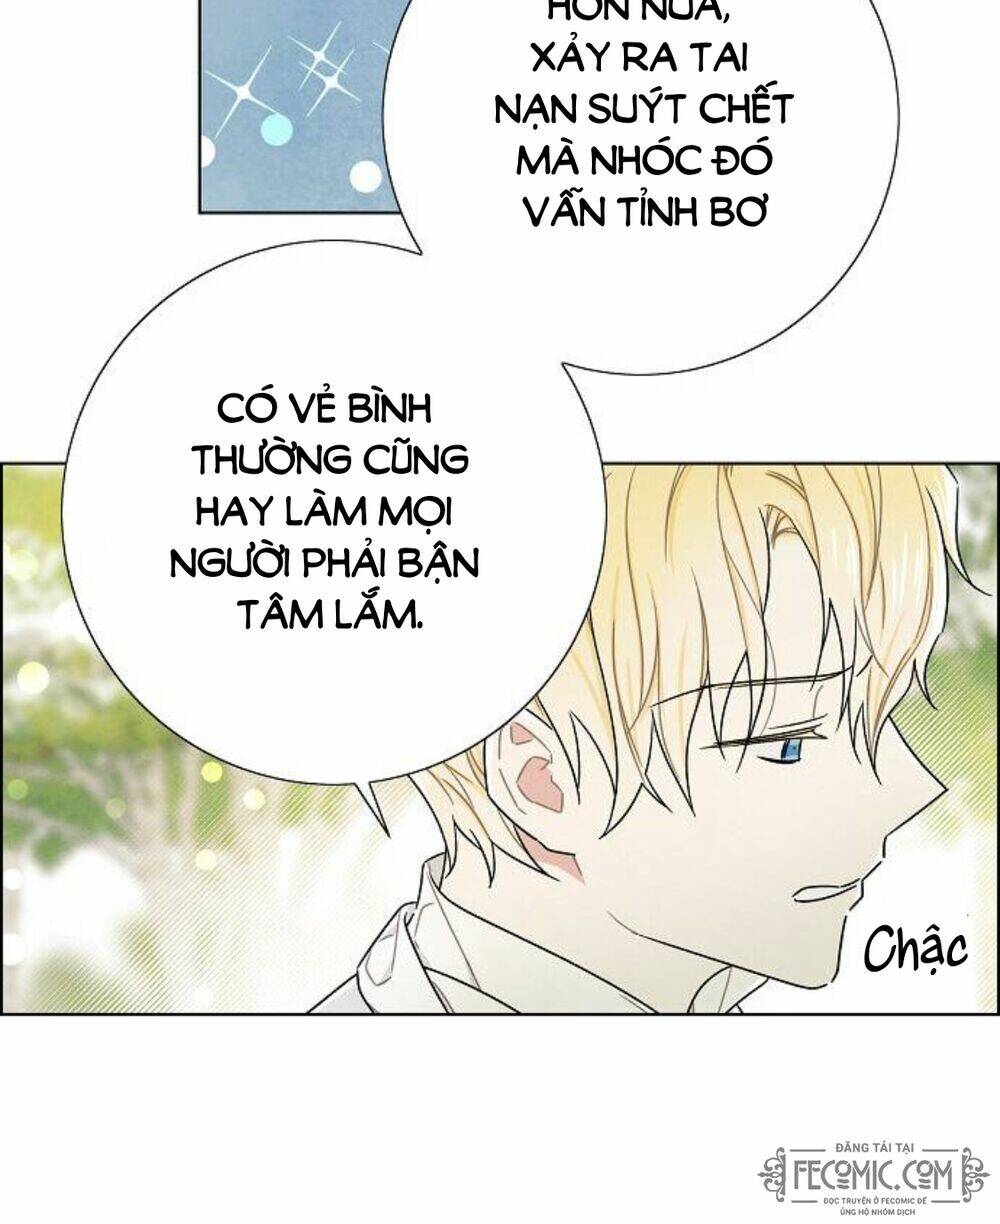 HƠN NỮA,
XẢY RA TAI
NẠN SUÝT CHẾT
MÀ NHÓC ĐÓ
VẪN TỈNH BƠ
CÓ VẺ BÌNH
THƯỜNG CŨNG
HAY LÀM MỌI
NGƯỜI PHẢI BẬN
TÂM LẮM.
Chậc
ĐĂNG TẢI TẠI
FECOMIC.COM
ĐỌC TRUYỆN Ở FECOMIC ĐỂ
ỦNG HỘ NHÓM DỊCH